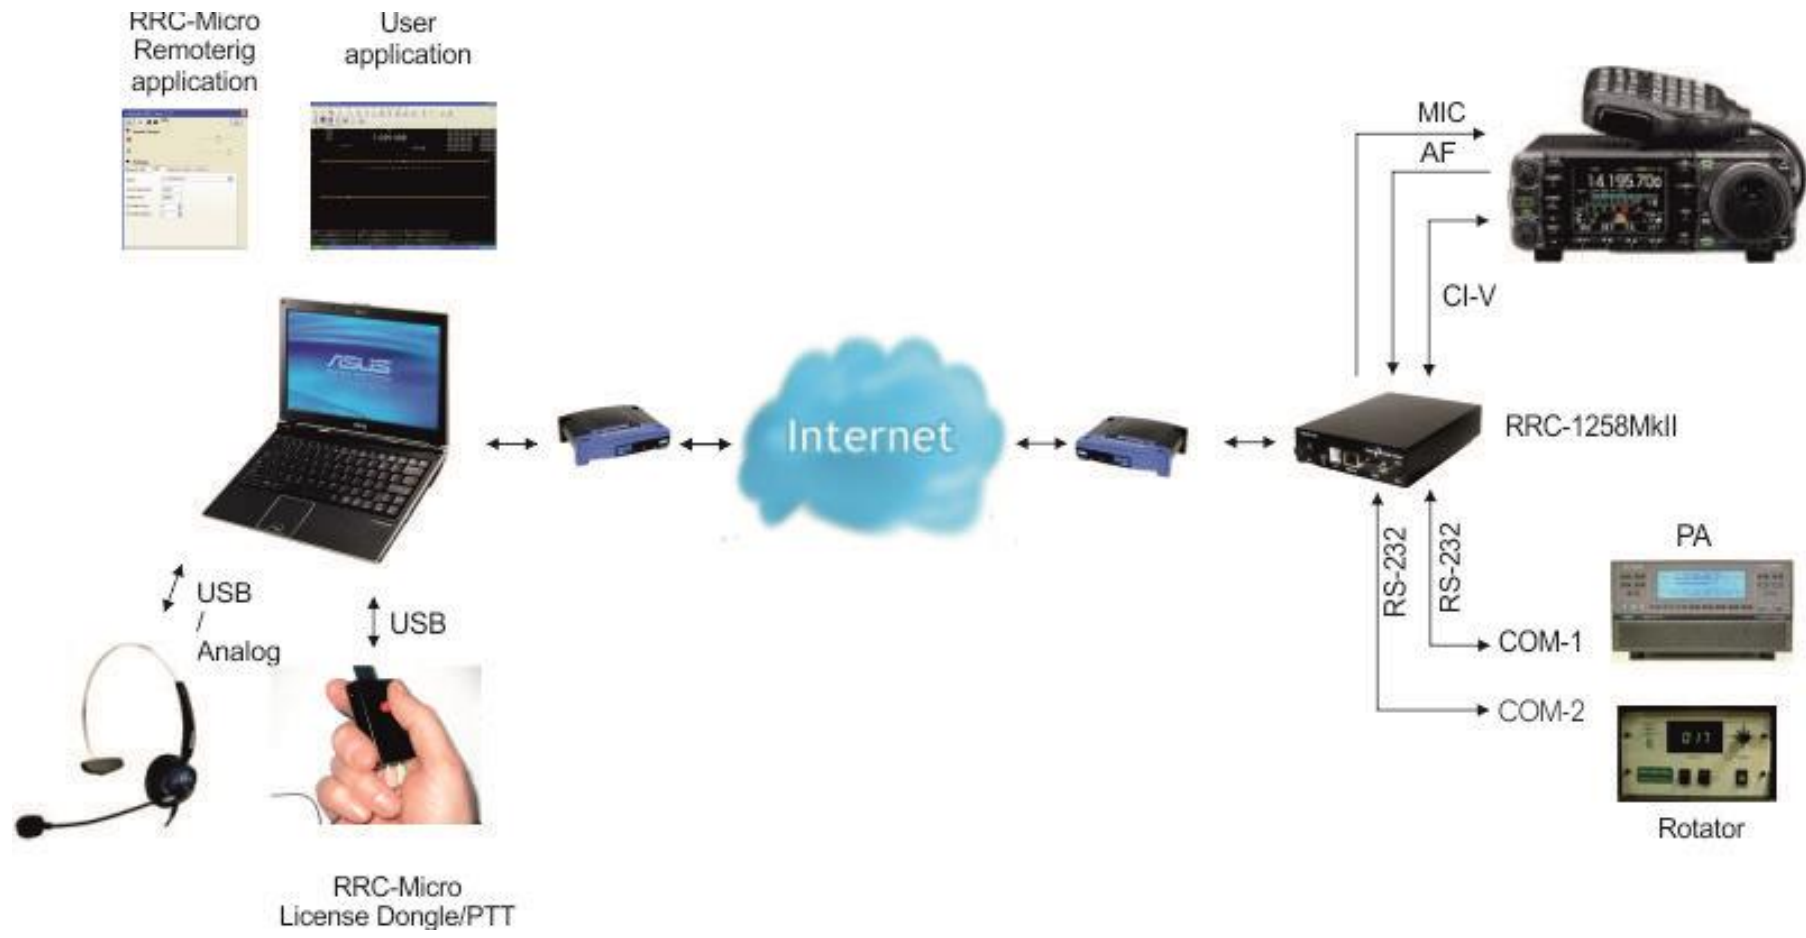 RRC-Micro
Remoterig
application
User
application
MIC
AF
14.195.70
CI-V
ASUS
Internet
RRC-1258MkII
RS-232
RS-232
PA
USB
/
Analog
USB
COM-1
COM-2
Rotator
RRC-Micro
License Dongle/PTT